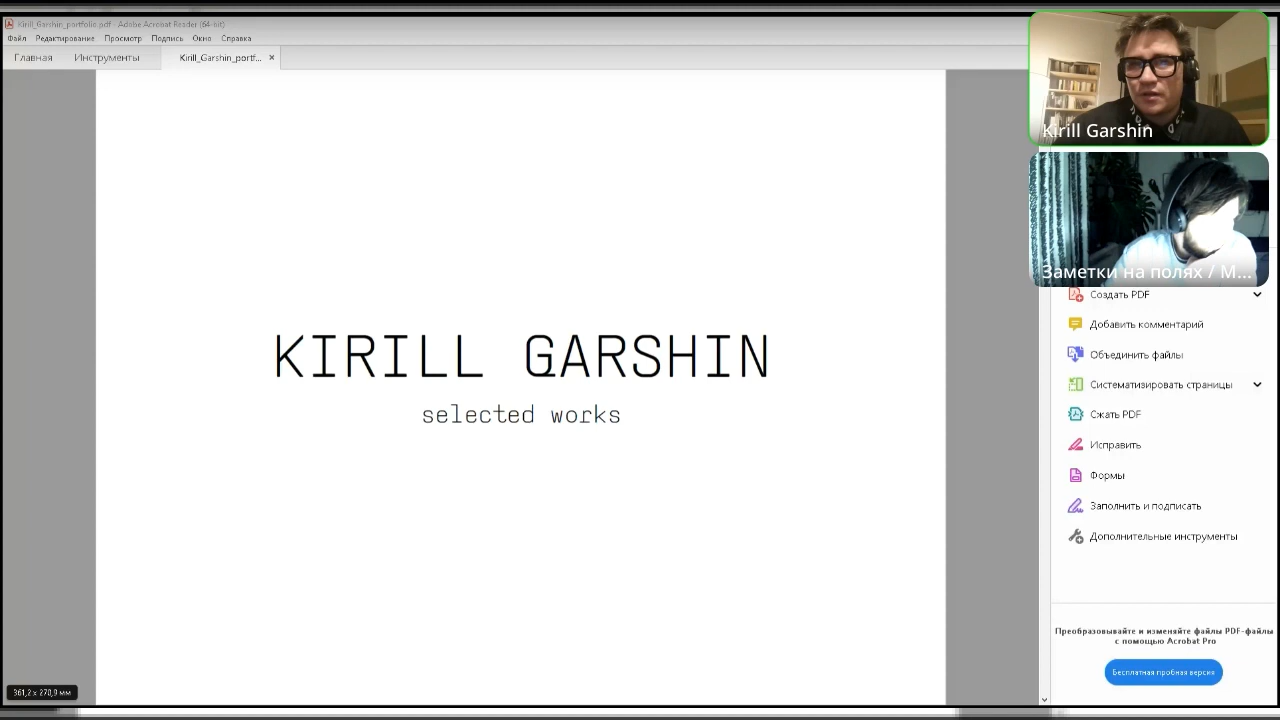 Kirill_Garshin_portfolio.pdf - Adobe Acrobat Reader (64-bit)
Файл Редактирование Просмотр Подпись Окно Справка
Главная Инструменты Kirill_Garshin_portf... ×
Kirill Garshin
Заметки на полях / М...
KIRILL GARSHIN
selected works
Создать PDF
Добавить комментарий
Объединить файлы
Систематизировать страницы
Сжать PDF
Исправить
Формы
Заполнить и подписать
Дополнительные инструменты
Преобразовывайте и изменяйте файлы PDF-файлы
с помощью Acrobat Pro
Бесплатная пробная версия
361,2 x 270,9 мм